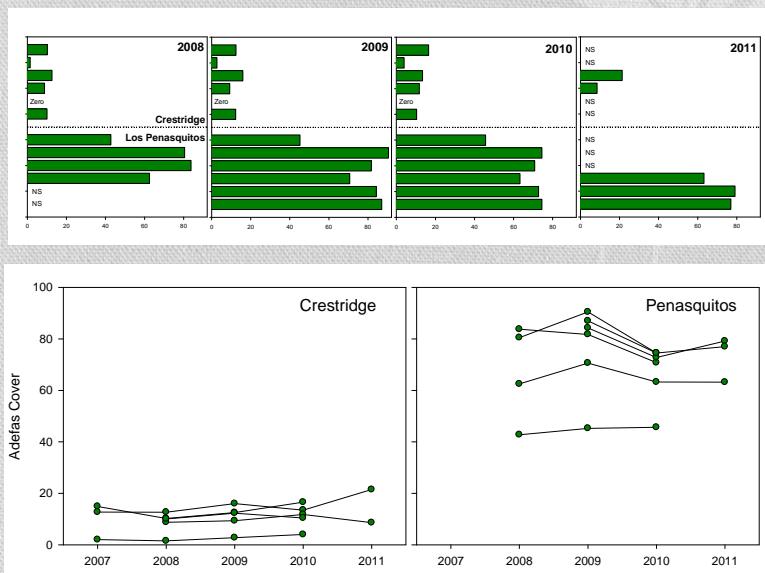 2008
Zero
Crestridge
Los Penasquitos
NS
NS
0 20 40 60 80
2009
Zero
0 20 40 60 80
2010
Zero
0 20 40 60 80
2011
NS
NS
NS
NS
NS
NS
NS
0 20 40 60 80
Adefas Cover
100
80
60
40
20
0
Crestridge
2007 2008 2009 2010 2011
Penasquitos
2007 2008 2009 2010 2011